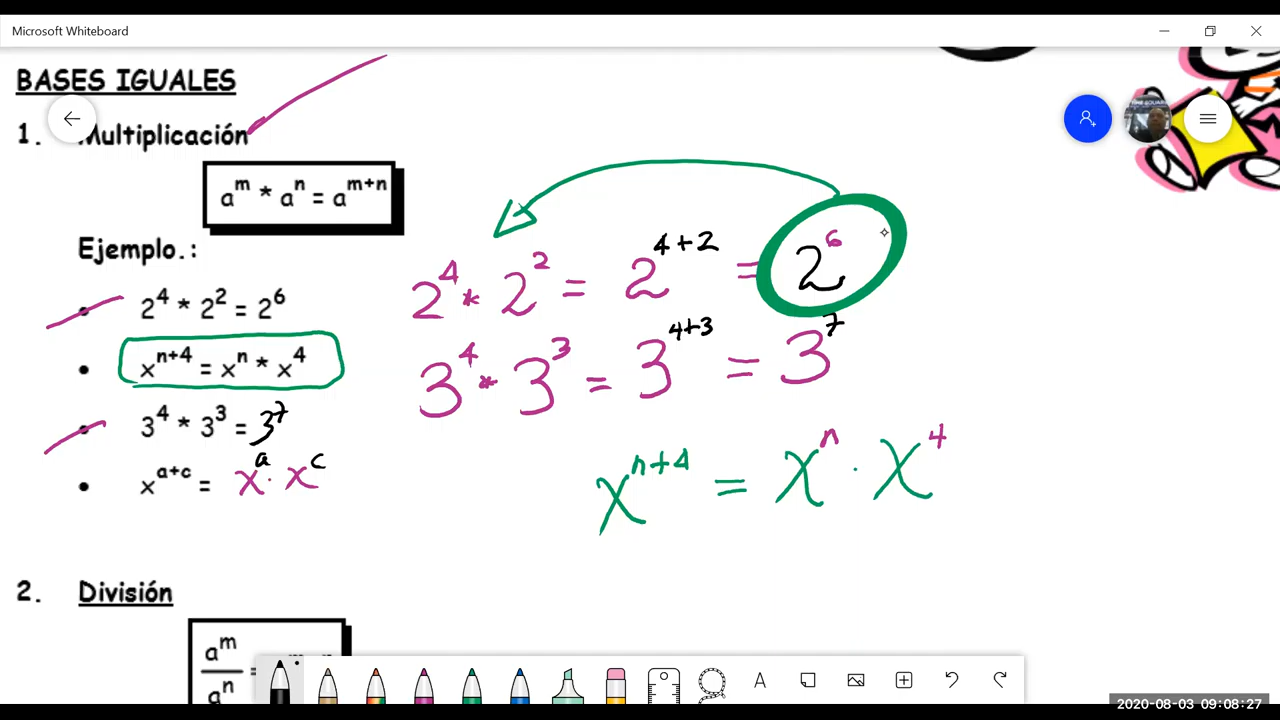 Microsoft Whiteboard
BASES IGUALES
1. Multiplicación
a^m * a^n = a^{m+n}
Ejemplo.:
• 2^4 * 2^2 = 2^6
• x^{n+4} = x^n * x^4
• 3^4 * 3^3 = 3^7
• x^{a+c} = x^a · x^c
2^4 * 2^2 = 2^{4+2} = 2^6
3^4 * 3^3 = 3^{4+3} = 3^7
x^{n+4} = x^n · x^4
2. División
a^m
a^n
=
A
2020-08-03 09:08:27